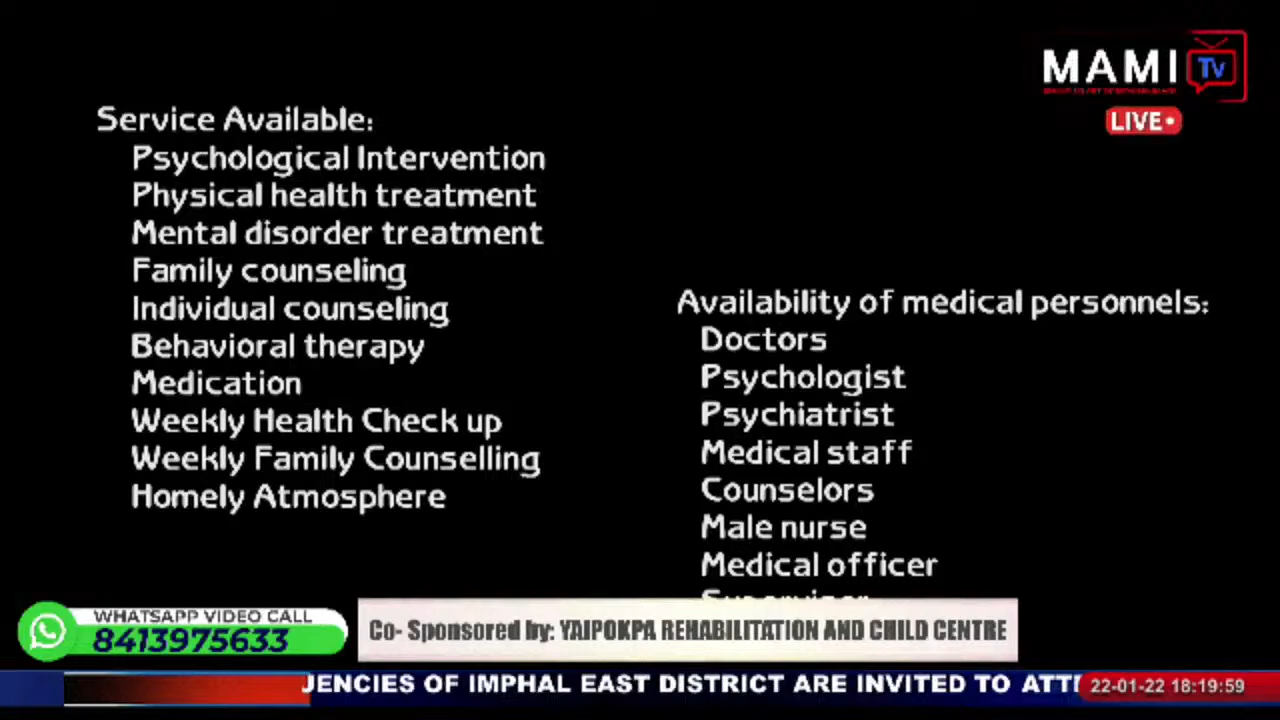 MAMI Tv
LIVE
Service Available:
Psychological Intervention
Physical health treatment
Mental disorder treatment
Family counseling
Individual counseling
Behavioral therapy
Medication
Weekly Health Check up
Weekly Family Counselling
Homely Atmosphere
Availability of medical personnels:
Doctors
Psychologist
Psychiatrist
Medical staff
Counselors
Male nurse
Medical officer
WHATSAPP VIDEO CALL
8413975633
Co- Sponsored by: YAIPOKPA REHABILITATION AND CHILD CENTRE
OF IMPHAL EAST DISTRICT ARE INVITED TO
22-01-22 18:19:59